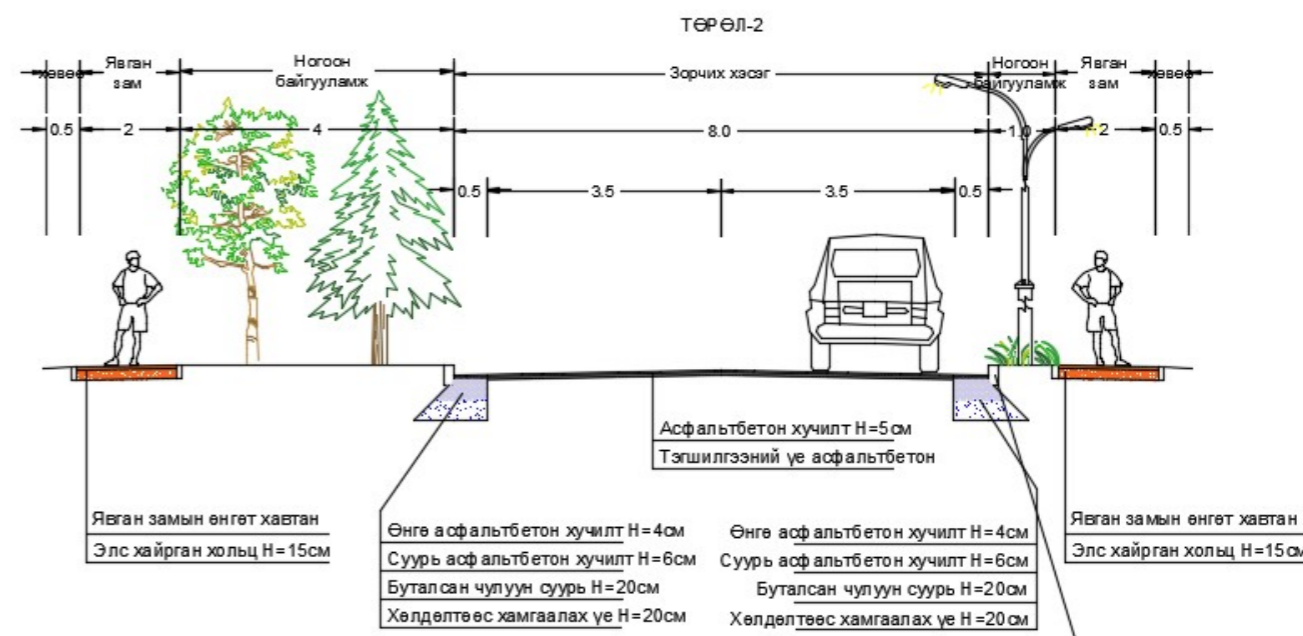 ТӨРӨЛ-2
хөвөө
Явган
зам
Ногоон
байгууламж
Зорчих хэсэг
Ногоон
байгууламж
Явган
зам
хөвөө
0.5 2 4 8.0 1.0 2 0.5
0.5 3.5 3.5 0.5
Асфальтбетон хучилт H=5см
Тэгшилгээний үе асфальтбетон
Явган замын өнгөт хавтан
Элс хайрган хольц H=15см
Өнгө асфальтбетон хучилт H=4см
Суурь асфальтбетон хучилт H=6см
Буталсан чулуун суурь H=20см
Хөлдөлтөөс хамгаалах үе H=20см
Өнгө асфальтбетон хучилт H=4см
Суурь асфальтбетон хучилт H=6см
Буталсан чулуун суурь H=20см
Хөлдөлтөөс хамгаалах үе H=20см
Явган замын өнгөт хавтан
Элс хайрган хольц H=15см